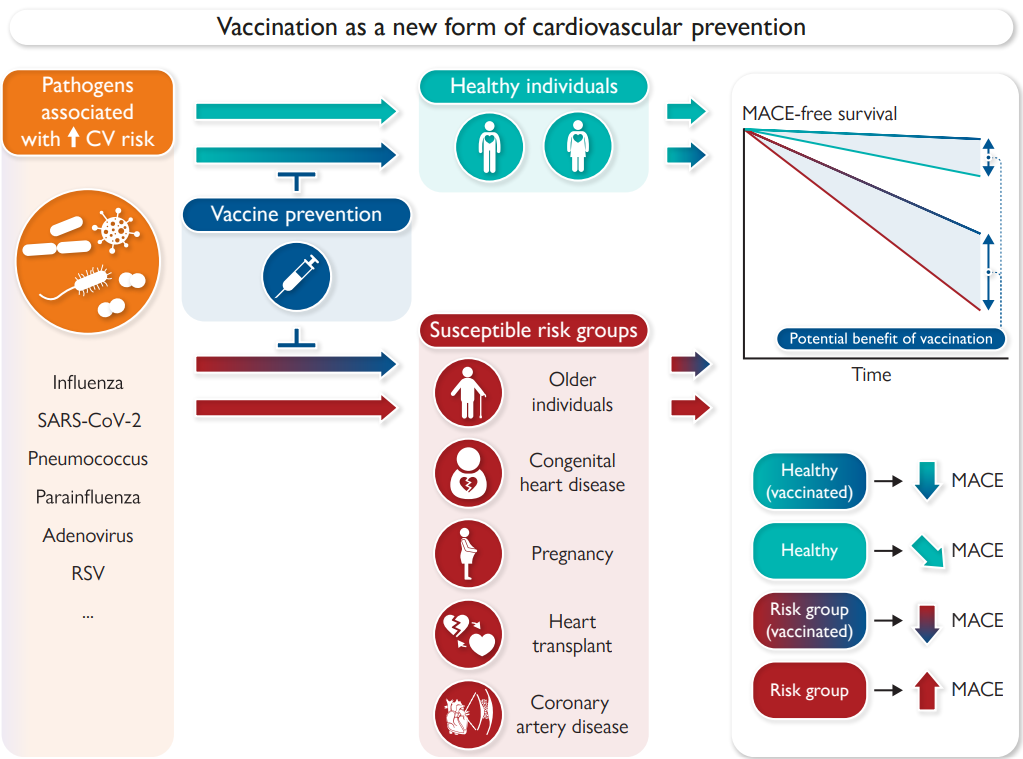 Vaccination as a new form of cardiovascular prevention
Pathogens
associated
with ↑ CV risk
Influenza
SARS-CoV-2
Pneumococcus
Parainfluenza
Adenovirus
RSV
...
Vaccine prevention
Healthy individuals
Susceptible risk groups
Older
individuals
Congenital
heart disease
Pregnancy
Heart
transplant
Coronary
artery disease
MACE-free survival
Potential benefit of vaccination
Time
Healthy
(vaccinated)
MACE
Healthy
MACE
Risk group
(vaccinated)
MACE
Risk group
MACE